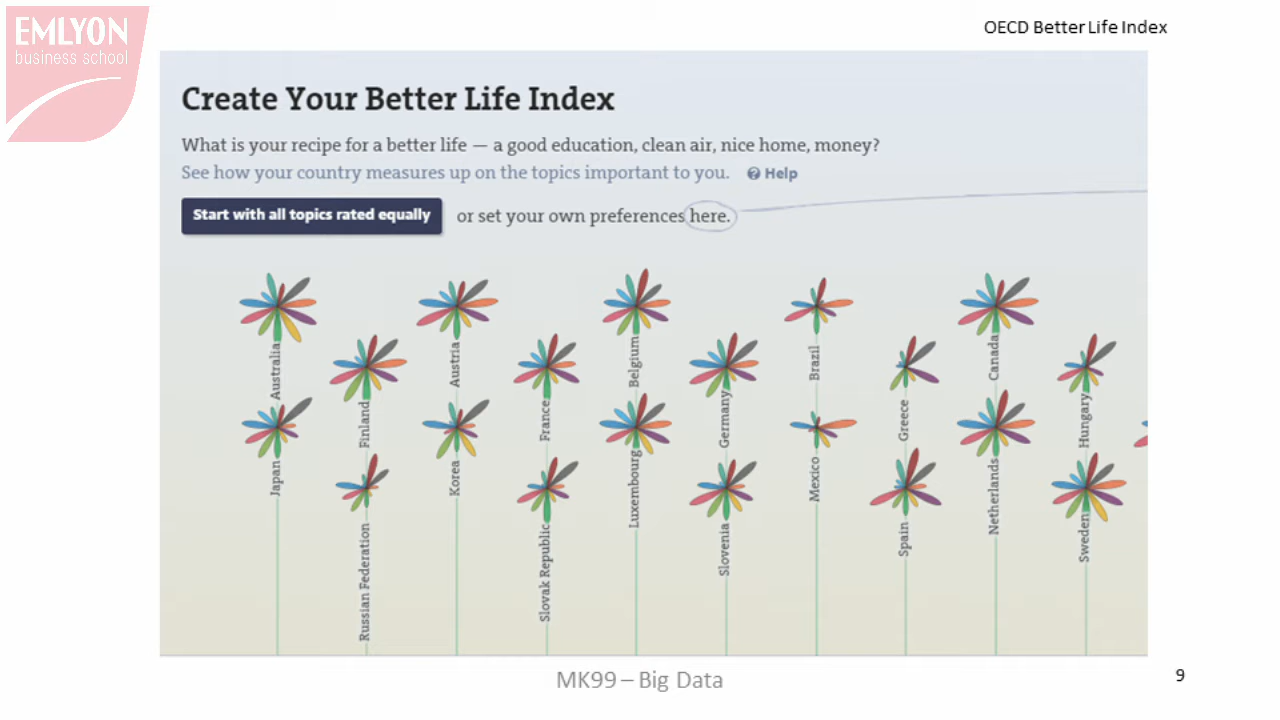 EMLYON
business school
OECD Better Life Index
Create Your Better Life Index
What is your recipe for a better life — a good education, clean air, nice home, money?
See how your country measures up on the topics important to you. ? Help
Start with all topics rated equally or set your own preferences here.
Australia
Finland
Austria
France
Belgium
Germany
Brazil
Greece
Canada
Hungary
Japan
Russian Federation
Korea
Slovak Republic
Luxembourg
Slovenia
Mexico
Spain
Netherlands
Sweden
MK99 – Big Data
9